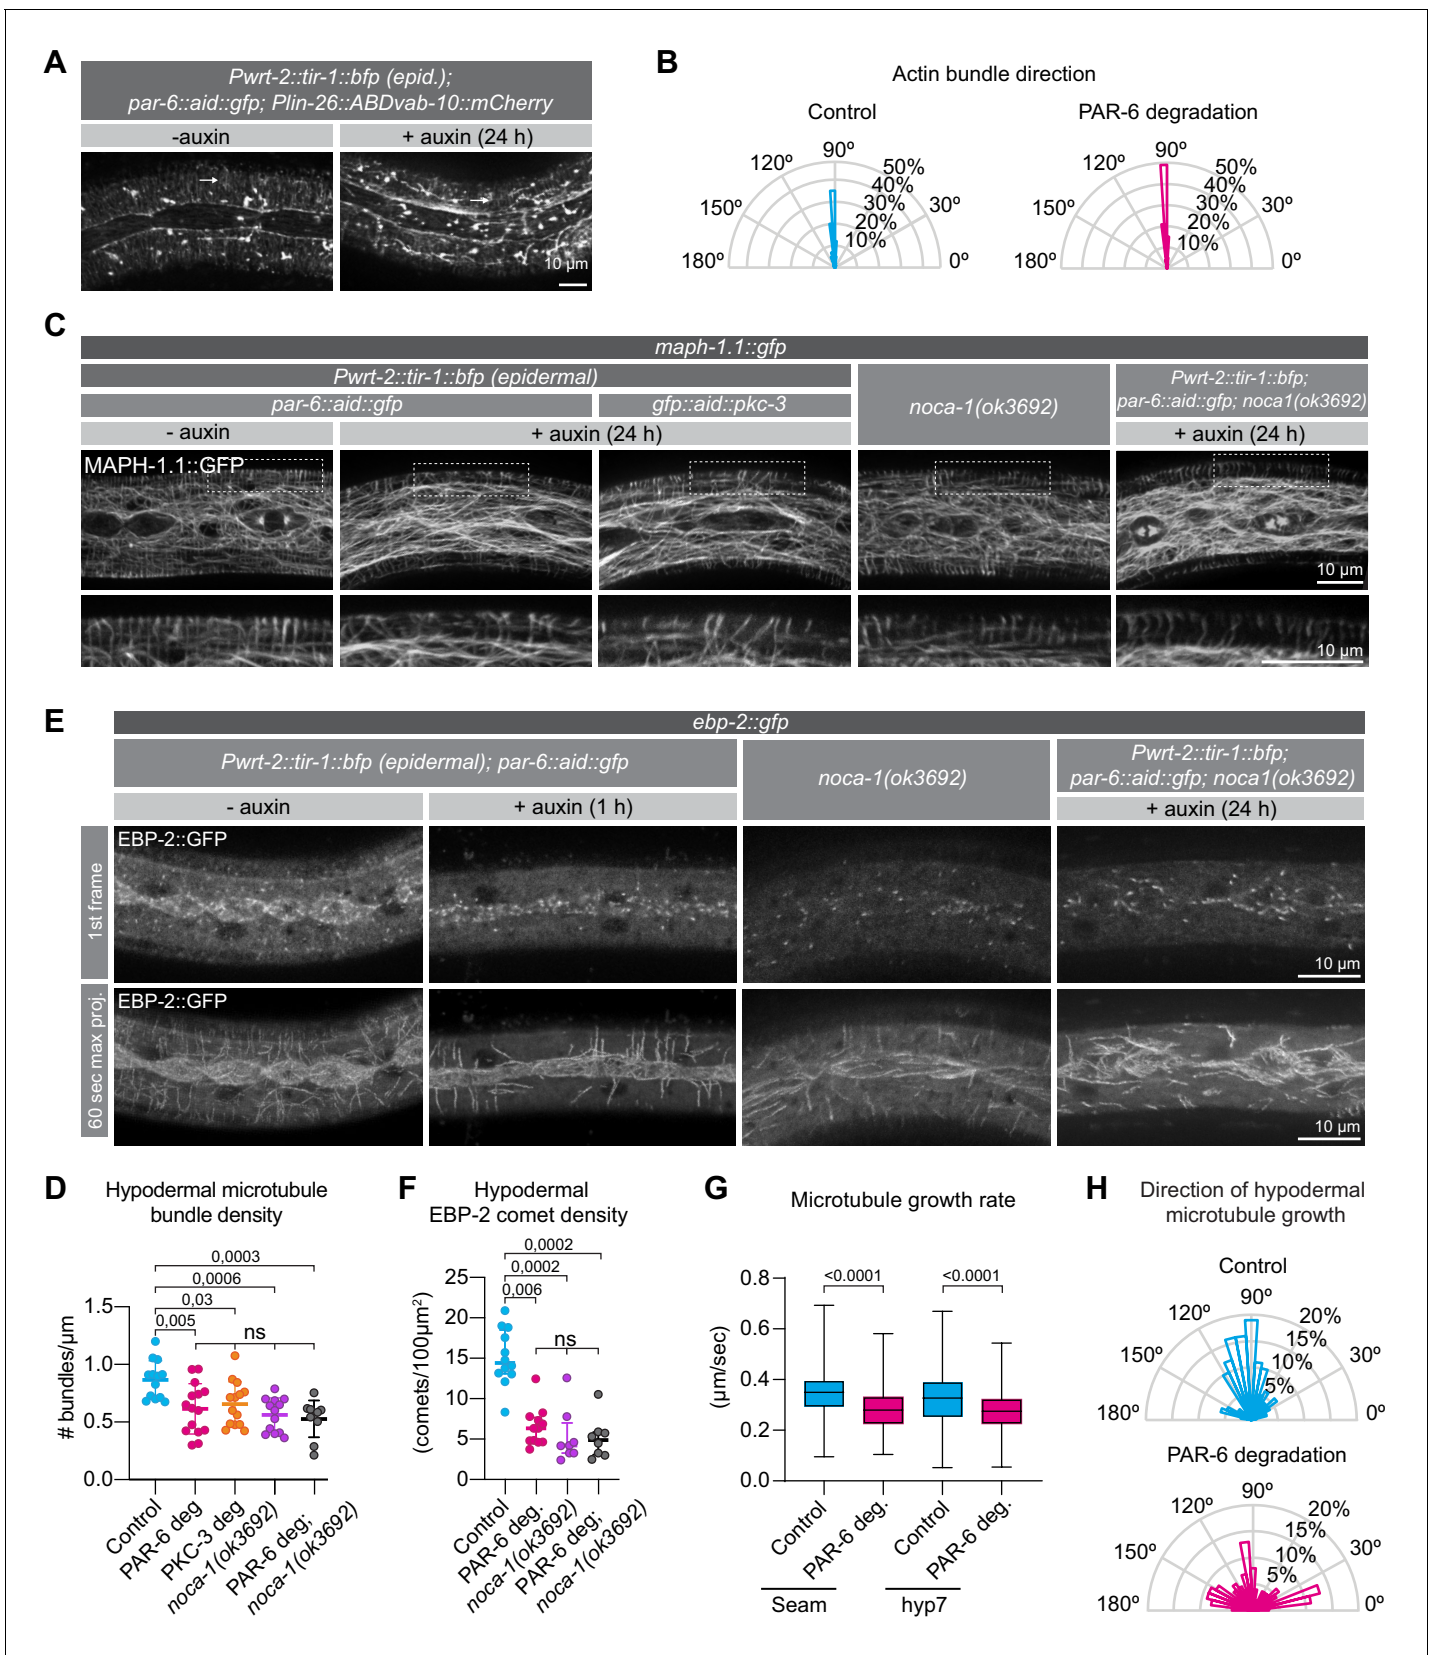 A
Pwrt-2::tir-1::bfp (epid.);
par-6::aid::gfp; Plin-26::ABDvab-10::mCherry
-auxin
+ auxin (24 h)
10 µm
B
Actin bundle direction
Control
PAR-6 degradation
90º
120º
150º
180º
50%
40%
30%
20%
10%
30º
0º
90º
120º
150º
180º
50%
40%
30%
20%
10%
30º
0º
C
maph-1.1::gfp
Pwrt-2::tir-1::bfp (epidermal)
par-6::aid::gfp
gfp::aid::pkc-3
noca-1(ok3692)
Pwrt-2::tir-1::bfp;
par-6::aid::gfp; noca1(ok3692)
- auxin
+ auxin (24 h)
+ auxin (24 h)
MAPH-1.1::GFP
10 µm
10 µm
E
ebp-2::gfp
Pwrt-2::tir-1::bfp (epidermal); par-6::aid::gfp
noca-1(ok3692)
Pwrt-2::tir-1::bfp;
par-6::aid::gfp; noca1(ok3692)
- auxin
+ auxin (1 h)
+ auxin (24 h)
1st frame
EBP-2::GFP
10 µm
60 sec max proj.
EBP-2::GFP
10 µm
D
Hypodermal microtubule
bundle density
0,0003
0,0006
0,03
0,005
ns
# bundles/µm
1.5
1.0
0.5
0.0
Control
PAR-6 deg
PKC-3 deg
noca-1(ok3692)
PAR-6 deg;
noca-1(ok3692)
F
Hypodermal
EBP-2 comet density
0,0002
0,0002
0,006
ns
(comets/100µm²)
25
20
15
10
5
0
Control
PAR-6 deg.
noca-1(ok3692)
PAR-6 deg;
noca-1(ok3692)
G
Microtubule growth rate
<0.0001
<0.0001
(µm/sec)
0.8
0.6
0.4
0.2
0.0
Control
PAR-6 deg.
Control
PAR-6 deg.
Seam
hyp7
H
Direction of hypodermal
microtubule growth
Control
90º
120º
150º
180º
20%
15%
10%
5%
30º
0º
PAR-6 degradation
90º
120º
150º
180º
20%
15%
10%
5%
30º
0º